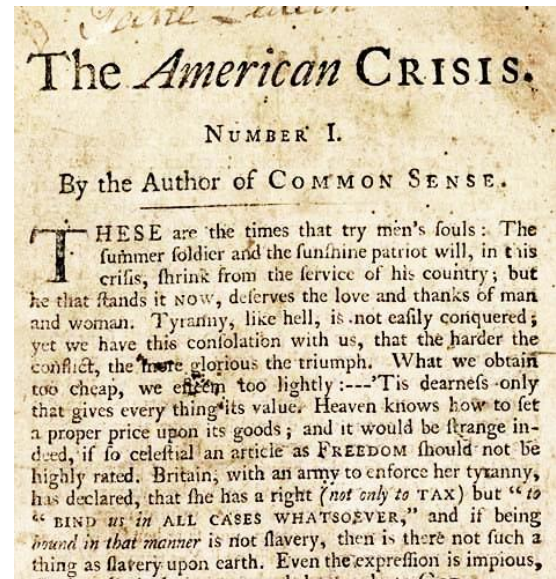 The American CRISIS.
NUMBER I.
By the Author of COMMON SENSE.
THESE are the times that try men's ſouls: The
ſummer ſoldier and the ſunſhine patriot will, in this
criſis, ſhrink from the ſervice of his country; but
he that ſtands it NOW, deſerves the love and thanks of man
and woman. Tyranny, like hell, is not eaſily conquered;
yet we have this conſolation with us, that the harder the
conflict, the more glorious the triumph. What we obtain
too cheap, we eſteem too lightly:---'Tis dearneſs only
that gives every thing its value. Heaven knows how to ſet
a proper price upon its goods; and it would be ſtrange in-
deed, if ſo celeſtial an article as FREEDOM ſhould not be
highly rated. Britain, with an army to enforce her tyranny,
has declared, that ſhe has a right (not only to TAX) but "to
" BIND us in ALL CASES WHATSOEVER," and if being
bound in that manner is not ſlavery, then is there not ſuch a
thing as ſlavery upon earth. Even the expreſſion is impious,